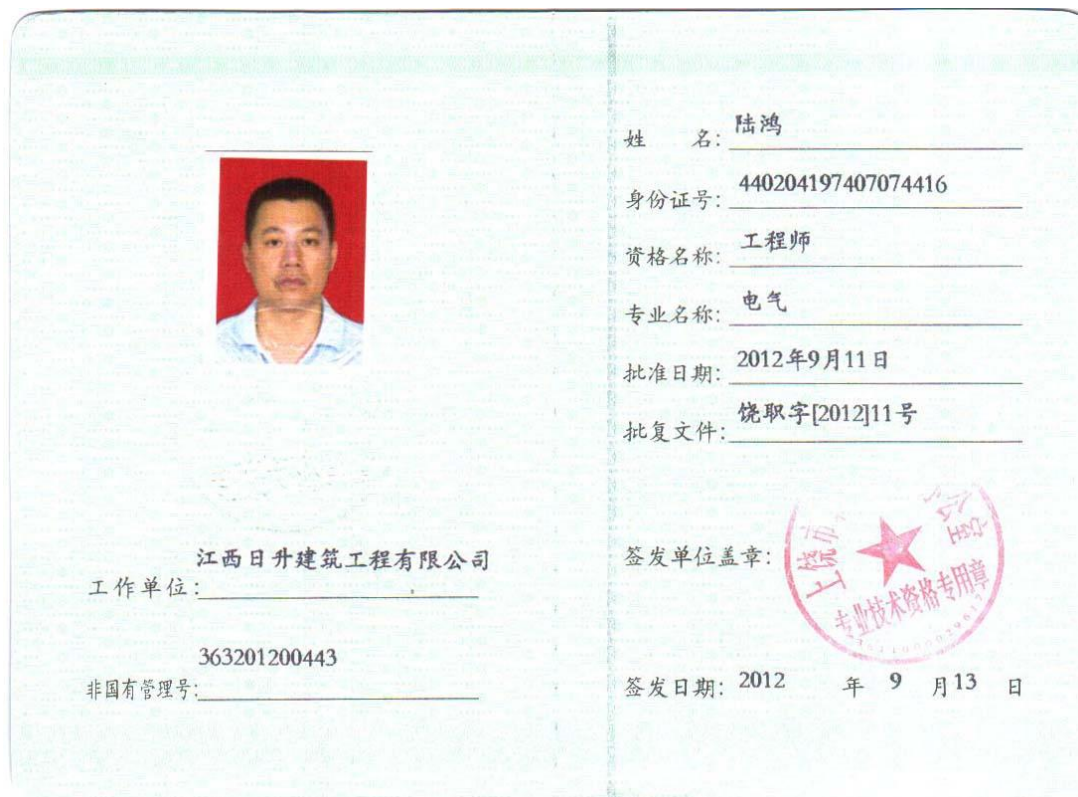 工作单位:江西日升建筑工程有限公司
非国有管理号:363201200443
姓 名:陆鸿
身份证号:440204197407074416
资格名称:工程师
专业名称:电气
批准日期:2012年9月11日
批复文件:饶职字[2012]11号
签发单位盖章:
上饶市
公室
专业技术资格专用章
签发日期:2012 年 9 月13 日